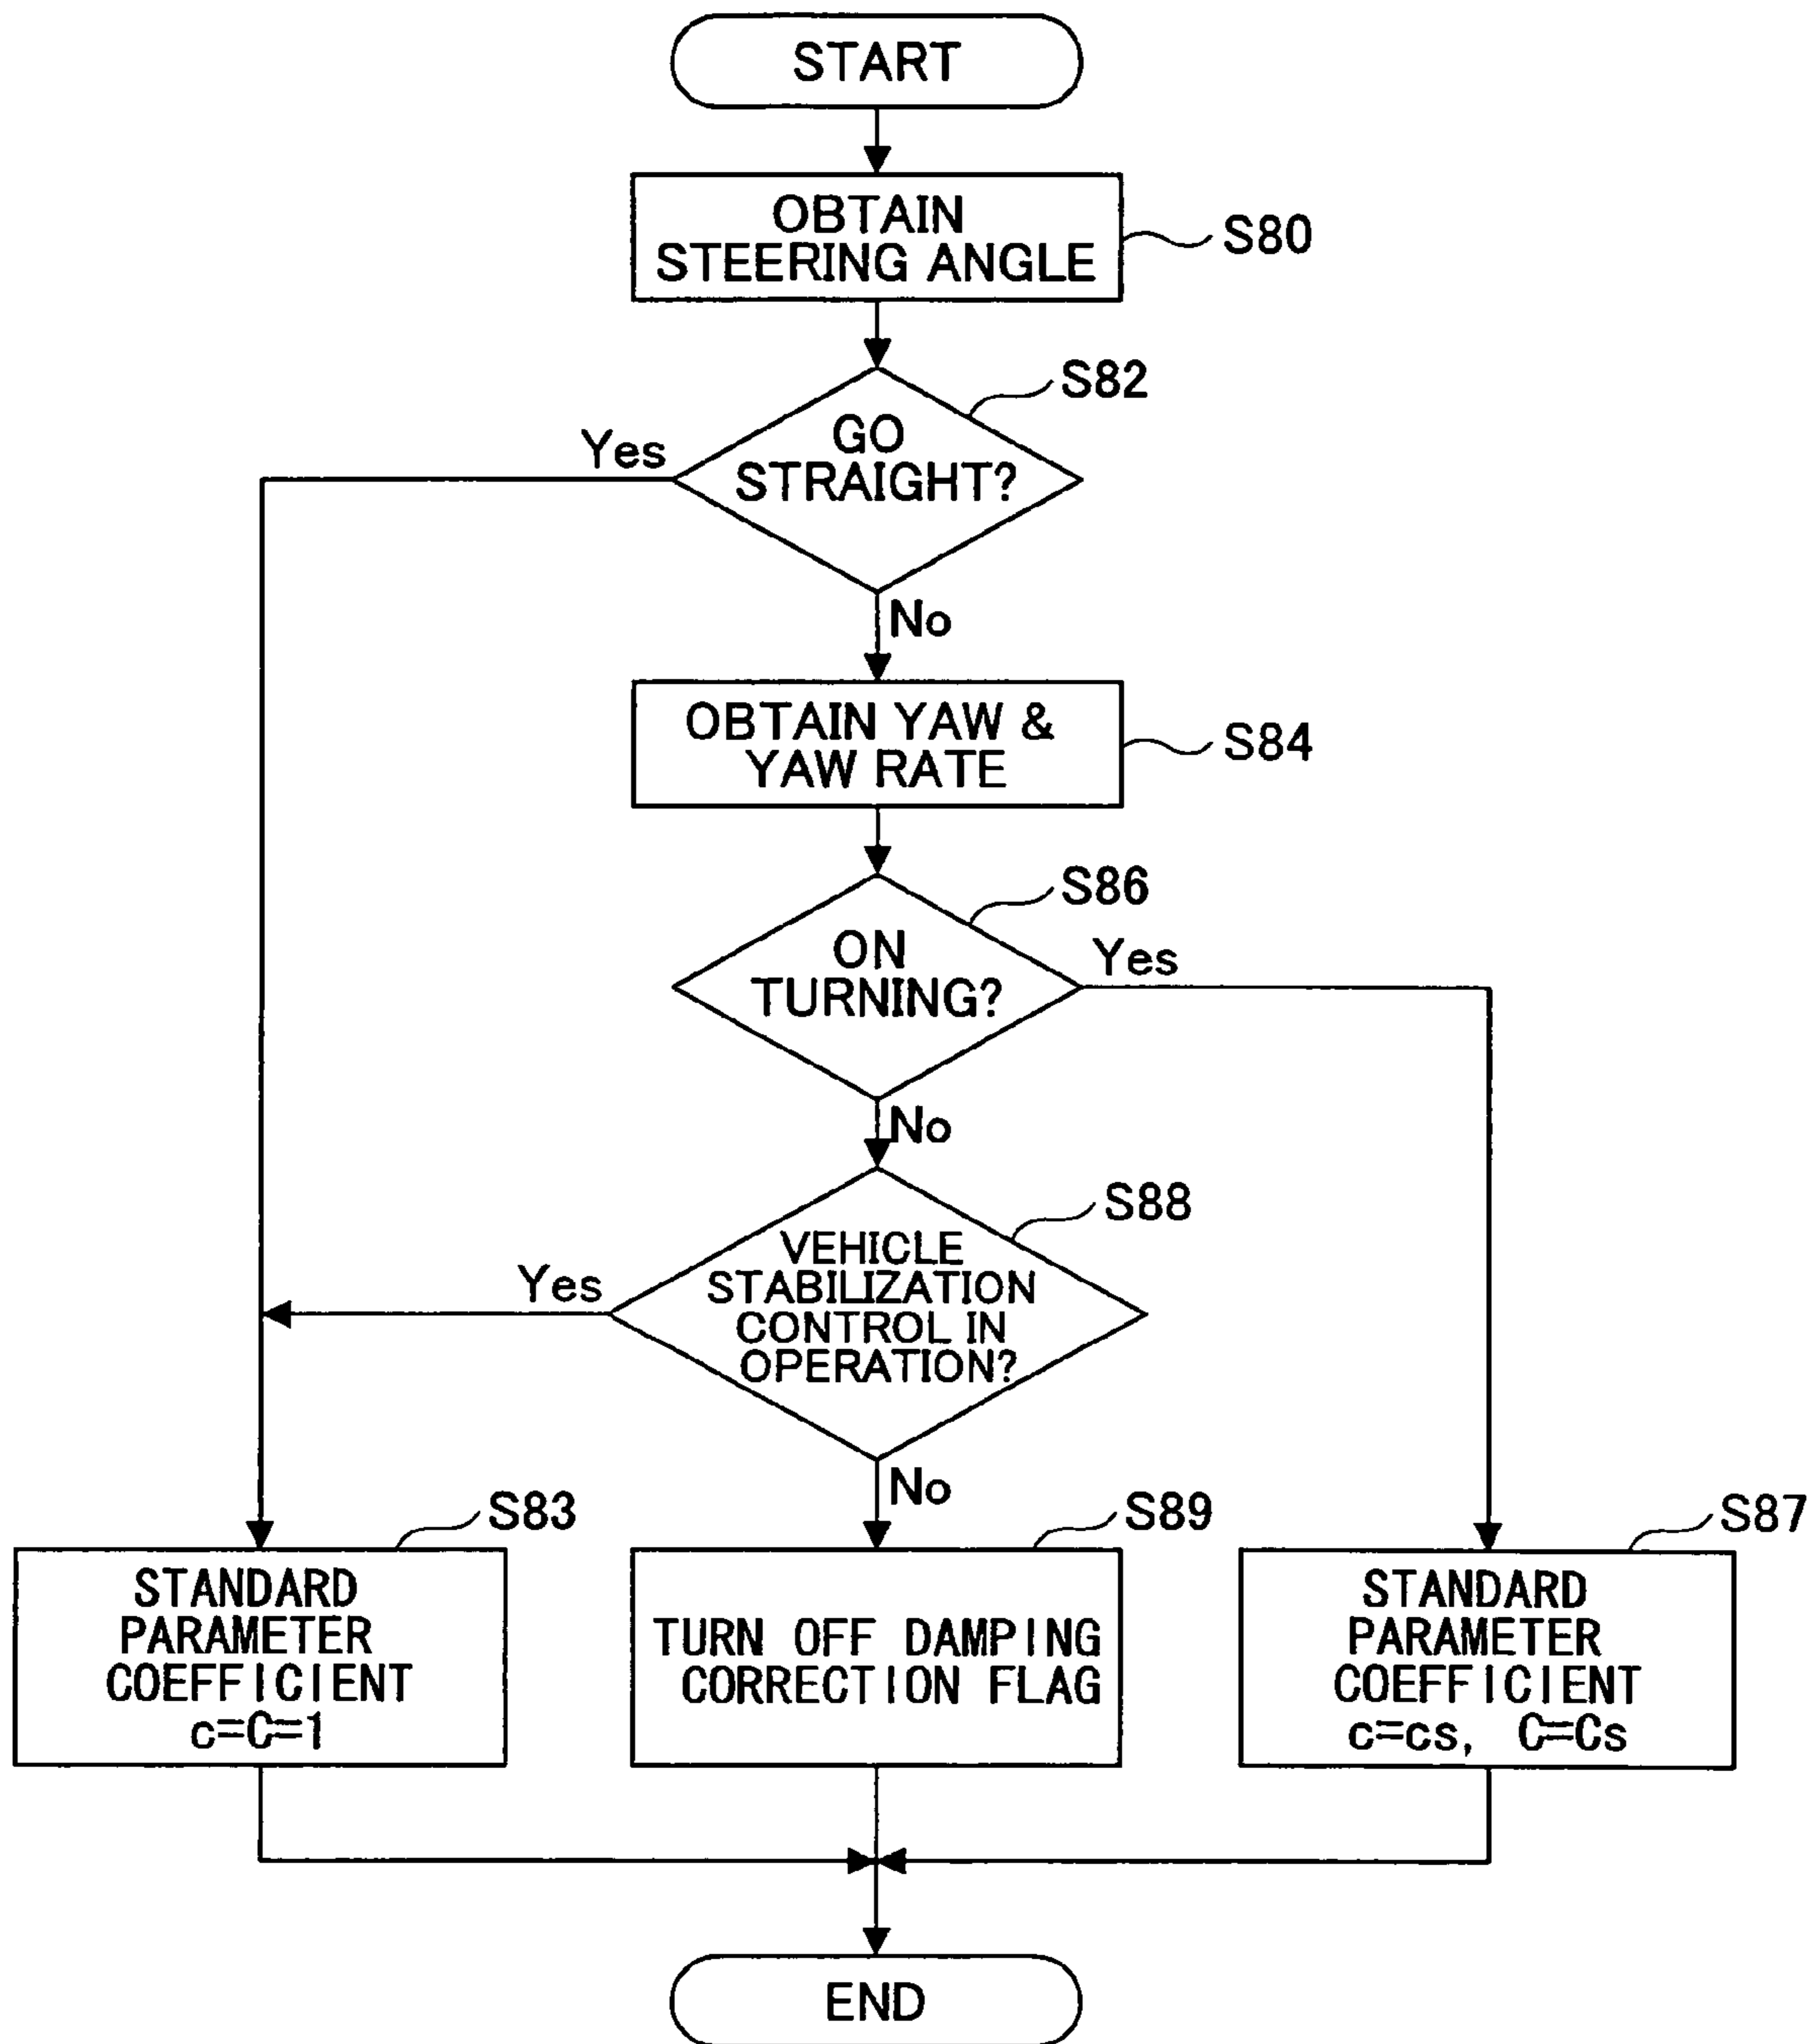 START
OBTAIN
STEERING ANGLE
S80
S82
GO
STRAIGHT?
Yes
No
OBTAIN YAW &
YAW RATE
S84
S86
ON
TURNING?
Yes
No
S88
VEHICLE
STABILIZATION
CONTROL IN
OPERATION?
Yes
No
S83
STANDARD
PARAMETER
COEFFICIENT
c=C=1
S89
TURN OFF DAMPING
CORRECTION FLAG
S87
STANDARD
PARAMETER
COEFFICIENT
c=cs, C=Cs
END